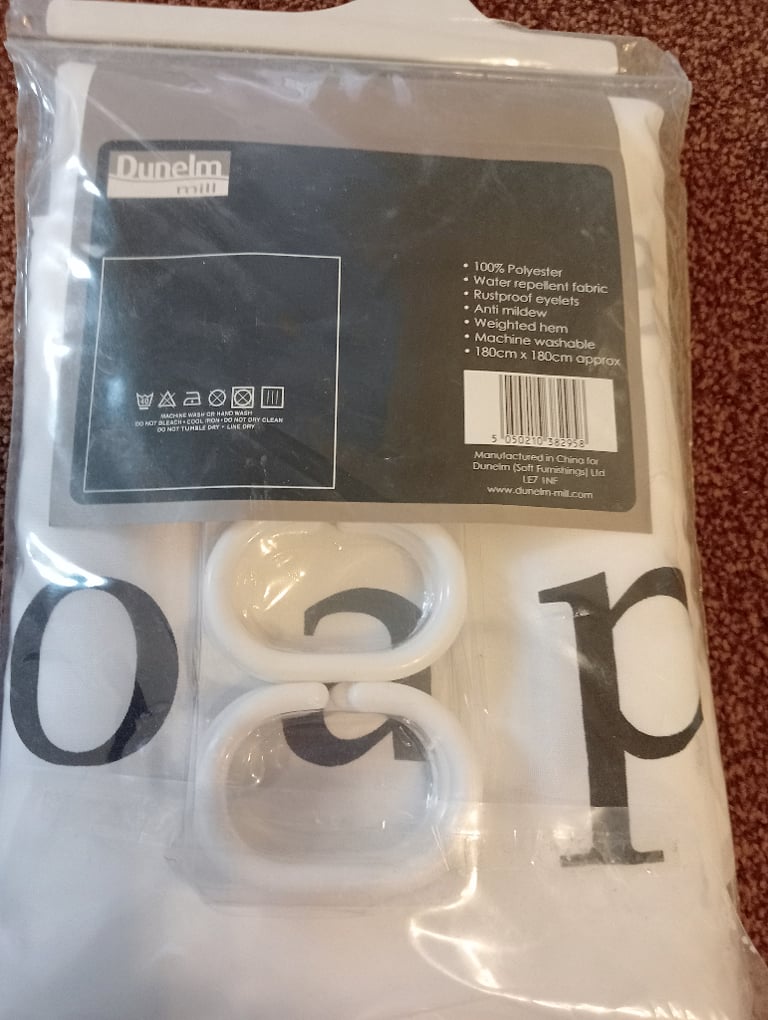 Dunelm
mill
• 100% Polyester
• Water repellent fabric
• Rustproof eyelets
• Anti mildew
• Weighted hem
• Machine washable
• 180cm x 180cm approx
40
MACHINE WASH OR HAND WASH
DO NOT BLEACH • COOL IRON • DO NOT DRY CLEAN
DO NOT TUMBLE DRY • LINE DRY
5 050210 382958
Manufactured in China for
Dunelm (Soft Furnishings) Ltd
LE7 1NF
www.dunelm-mill.com
o a p